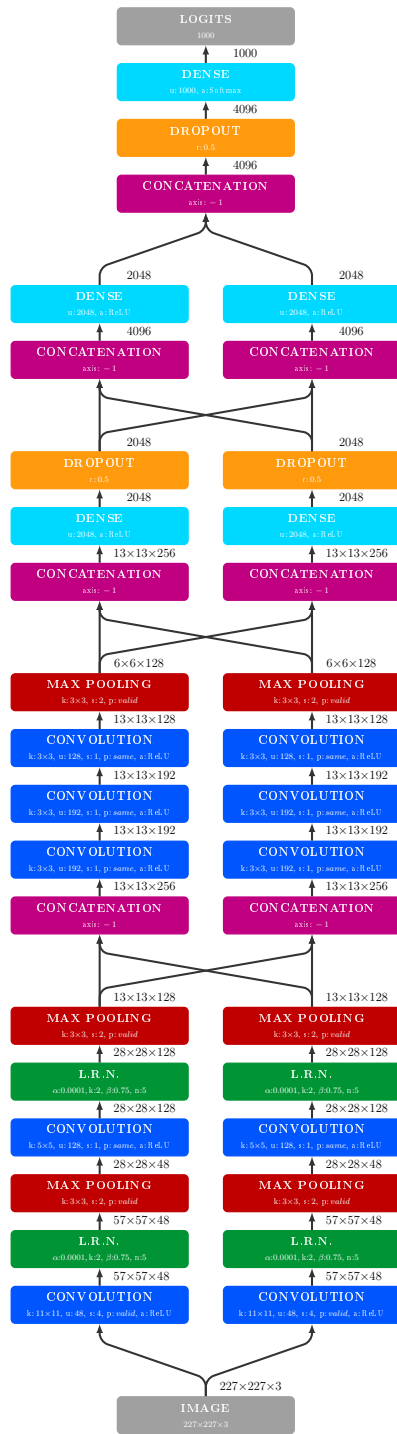 LOGITS
1000
1000
DENSE
u:1000, a:Softmax
4096
DROPOUT
r:0.5
4096
CONCATENATION
axis: − 1
2048 2048
DENSE DENSE
u:2048, a:ReLU u:2048, a:ReLU
4096 4096
CONCATENATION CONCATENATION
axis: − 1 axis: − 1
2048 2048
DROPOUT DROPOUT
r:0.5 r:0.5
2048 2048
DENSE DENSE
u:2048, a:ReLU u:2048, a:ReLU
13×13×256 13×13×256
CONCATENATION CONCATENATION
axis: − 1 axis: − 1
6×6×128 6×6×128
MAX POOLING MAX POOLING
k:3×3, s:2, p:valid k:3×3, s:2, p:valid
13×13×128 13×13×128
CONVOLUTION CONVOLUTION
k:3×3, u:128, s:1, p:same, a:ReLU k:3×3, u:128, s:1, p:same, a:ReLU
13×13×192 13×13×192
CONVOLUTION CONVOLUTION
k:3×3, u:192, s:1, p:same, a:ReLU k:3×3, u:192, s:1, p:same, a:ReLU
13×13×192 13×13×192
CONVOLUTION CONVOLUTION
k:3×3, u:192, s:1, p:same, a:ReLU k:3×3, u:192, s:1, p:same, a:ReLU
13×13×256 13×13×256
CONCATENATION CONCATENATION
axis: − 1 axis: − 1
13×13×128 13×13×128
MAX POOLING MAX POOLING
k:3×3, s:2, p:valid k:3×3, s:2, p:valid
28×28×128 28×28×128
L.R.N. L.R.N.
α:0.0001, k:2, β:0.75, n:5 α:0.0001, k:2, β:0.75, n:5
28×28×128 28×28×128
CONVOLUTION CONVOLUTION
k:5×5, u:128, s:1, p:same, a:ReLU k:5×5, u:128, s:1, p:same, a:ReLU
28×28×48 28×28×48
MAX POOLING MAX POOLING
k:3×3, s:2, p:valid k:3×3, s:2, p:valid
57×57×48 57×57×48
L.R.N. L.R.N.
α:0.0001, k:2, β:0.75, n:5 α:0.0001, k:2, β:0.75, n:5
57×57×48 57×57×48
CONVOLUTION CONVOLUTION
k:11×11, u:48, s:4, p:valid, a:ReLU k:11×11, u:48, s:4, p:valid, a:ReLU
227×227×3
IMAGE
227×227×3